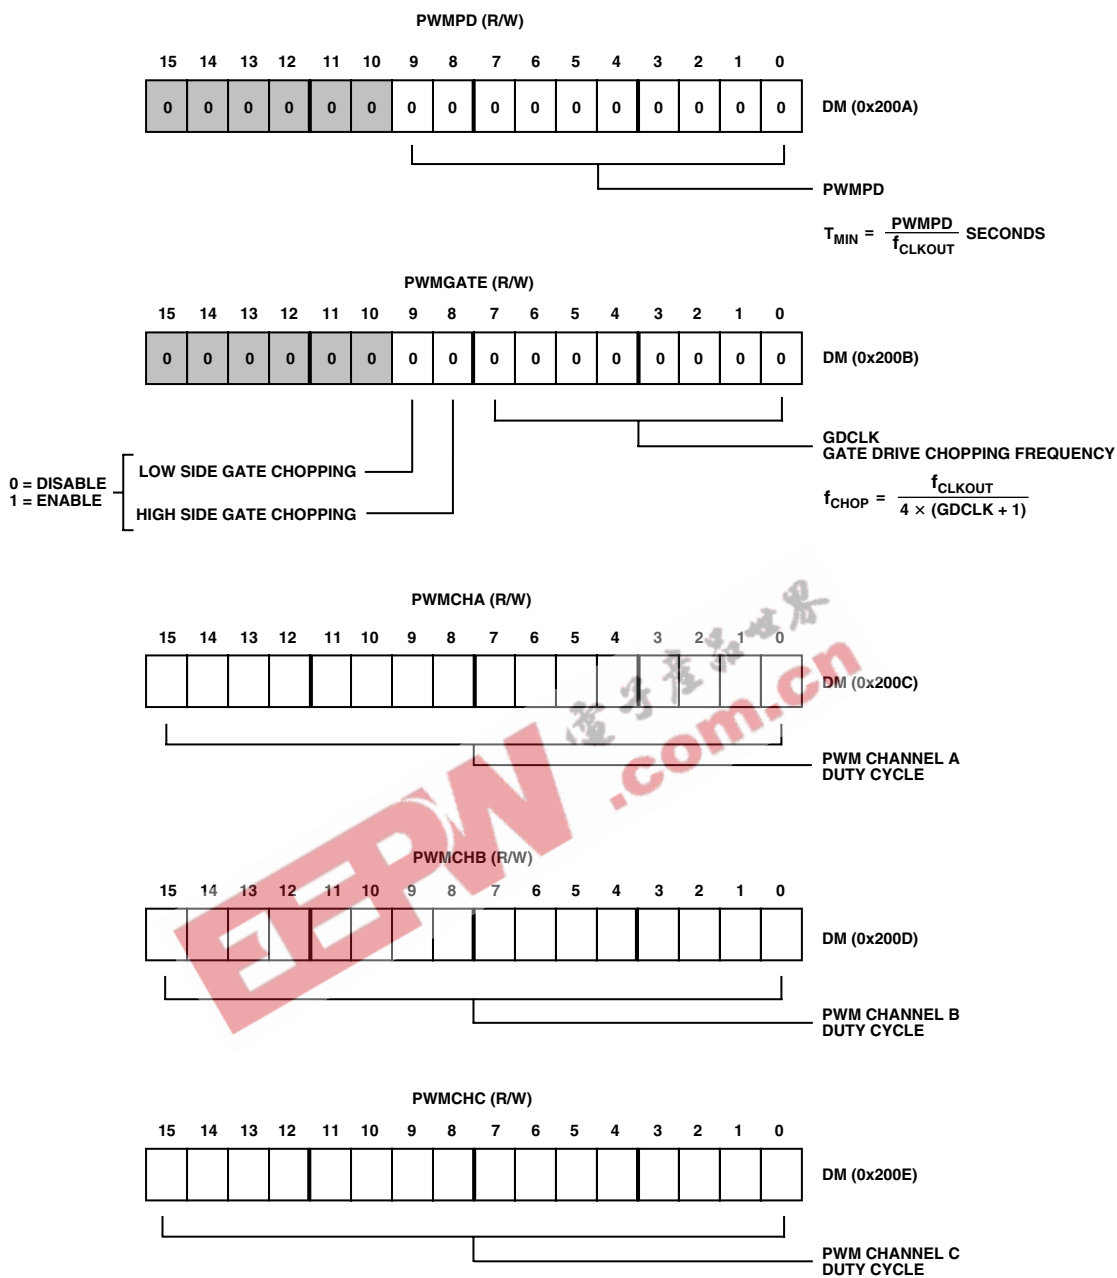 PWMPD (R/W)
15 14 13 12 11 10 9 8 7 6 5 4 3 2 1 0
0 0 0 0 0 0 0 0 0 0 0 0 0 0 0 0 DM (0x200A)
PWMPD
T_MIN = PWMPD / f_CLKOUT SECONDS
PWMGATE (R/W)
15 14 13 12 11 10 9 8 7 6 5 4 3 2 1 0
0 0 0 0 0 0 0 0 0 0 0 0 0 0 0 0 DM (0x200B)
GDCLK
GATE DRIVE CHOPPING FREQUENCY
0 = DISABLE
1 = ENABLE
LOW SIDE GATE CHOPPING
HIGH SIDE GATE CHOPPING
f_CHOP = f_CLKOUT / 4 × (GDCLK + 1)
PWMCHA (R/W)
15 14 13 12 11 10 9 8 7 6 5 4 3 2 1 0
DM (0x200C)
PWM CHANNEL A
DUTY CYCLE
EEPW.com.cn
電子產品世界
PWMCHB (R/W)
15 14 13 12 11 10 9 8 7 6 5 4 3 2 1 0
DM (0x200D)
PWM CHANNEL B
DUTY CYCLE
PWMCHC (R/W)
15 14 13 12 11 10 9 8 7 6 5 4 3 2 1 0
DM (0x200E)
PWM CHANNEL C
DUTY CYCLE